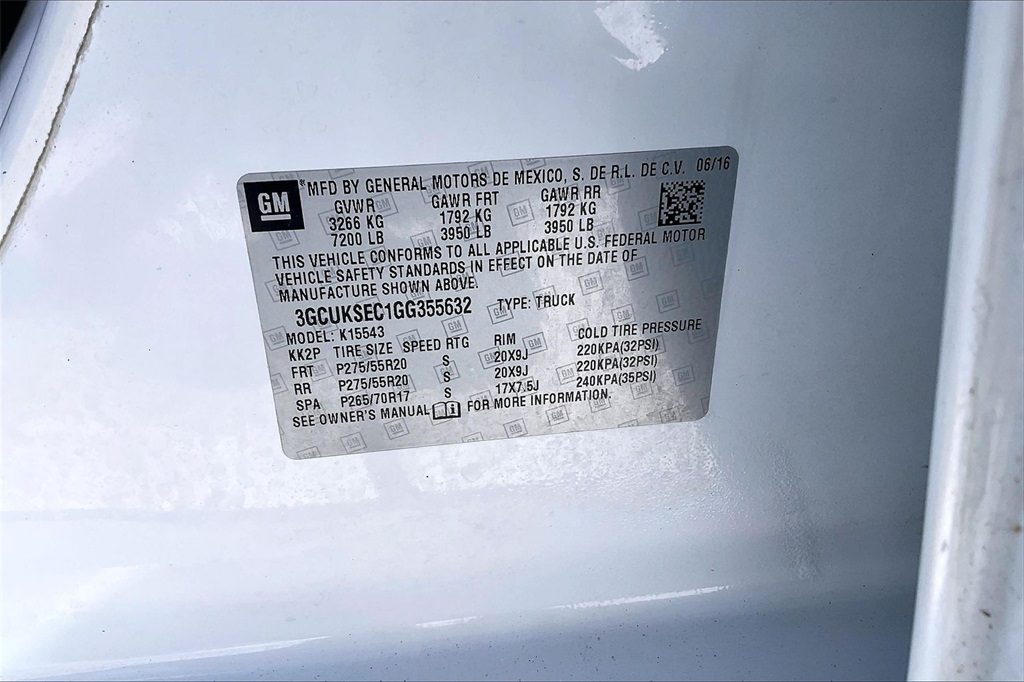 GM *MFD BY GENERAL MOTORS DE MEXICO, S. DE R.L. DE C.V. 06/16
GVWR GAWR FRT GAWR RR
3266 KG 1792 KG 1792 KG
7200 LB 3950 LB 3950 LB
THIS VEHICLE CONFORMS TO ALL APPLICABLE U.S. FEDERAL MOTOR
VEHICLE SAFETY STANDARDS IN EFFECT ON THE DATE OF
MANUFACTURE SHOWN ABOVE.
3GCUKSEC1GG355632 TYPE: TRUCK
MODEL: K15543
KK2P TIRE SIZE SPEED RTG RIM COLD TIRE PRESSURE
FRT P275/55R20 S 20X9J 220KPA(32PSI)
RR P275/55R20 S 20X9J 220KPA(32PSI)
SPA P265/70R17 S 17X7.5J 240KPA(35PSI)
SEE OWNER'S MANUAL FOR MORE INFORMATION.